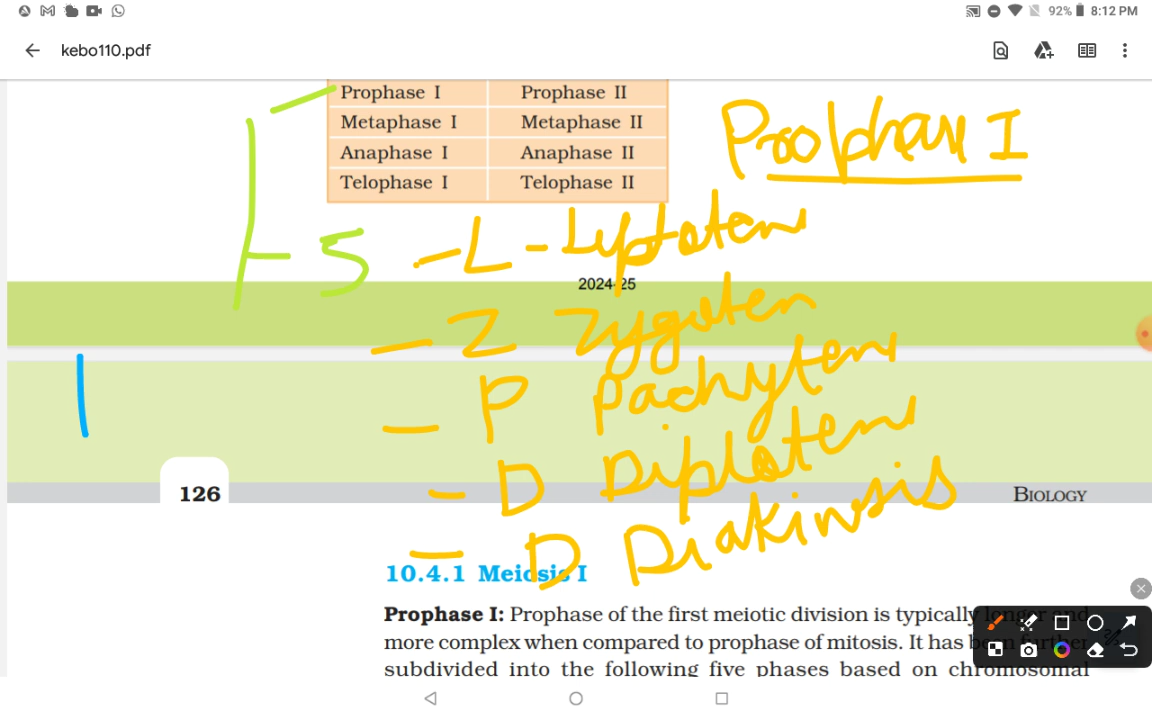 92% 8:12 PM
kebo110.pdf
Prophase I Prophase II
Metaphase I Metaphase II
Anaphase I Anaphase II
Telophase I Telophase II
Proophase I
5 - L - Leptoten
2024-25
- Z Zygoten
- P Pachyten
- D Diploten
126 BIOLOGY
- D Diakinesis
10.4.1 Meiosis I
Prophase I: Prophase of the first meiotic division is typically longer and
more complex when compared to prophase of mitosis. It has been further
subdivided into the following five phases based on chromosomal